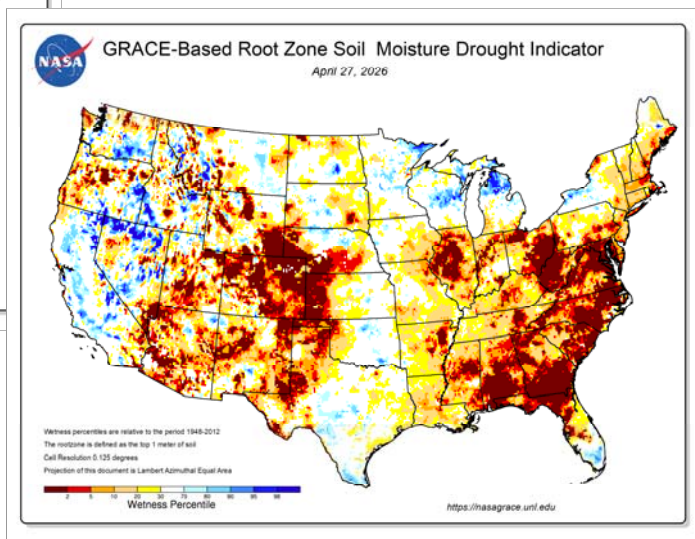 NASA
GRACE-Based Root Zone Soil Moisture Drought Indicator
April 27, 2026
Wetness percentiles are relative to the period 1948-2012
The rootzone is defined as the top 1 meter of soil
Cell Resolution 0.125 degrees
Projection of this document is Lambert Azimuthal Equal Area
2 5 10 20 30 70 80 90 95 98
Wetness Percentile
https://nasagrace.unl.edu